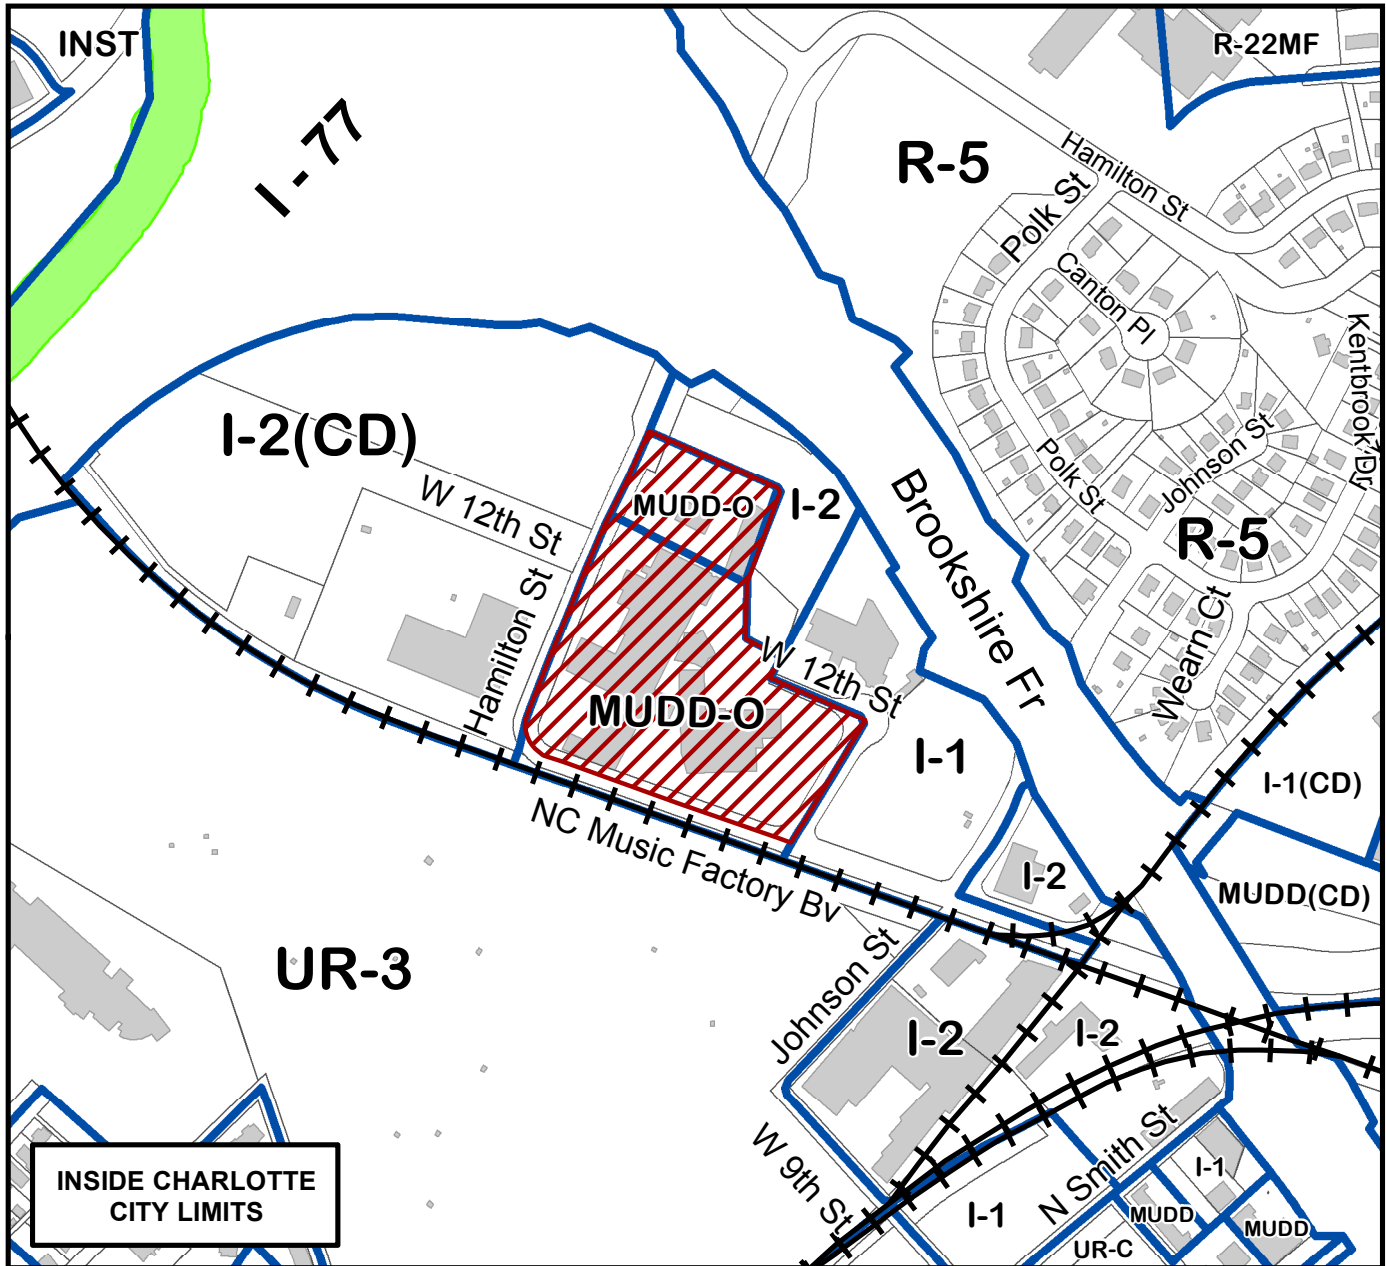 INST
R-22MF
I - 77
R-5
Hamilton St
Polk St
Canton Pl
Kentbrook Dr
I-2(CD)
W 12th St
Polk St
Johnson St
MUDD-O
I-2
Brookshire Fr
R-5
Hamilton St
W 12th St
Wearn Ct
MUDD-O
I-1
I-1(CD)
NC Music Factory Bv
I-2
MUDD(CD)
UR-3
Johnson St
I-2
I-2
W 9th St
N Smith St
I-1
INSIDE CHARLOTTE
CITY LIMITS
I-1
MUDD
MUDD
UR-C